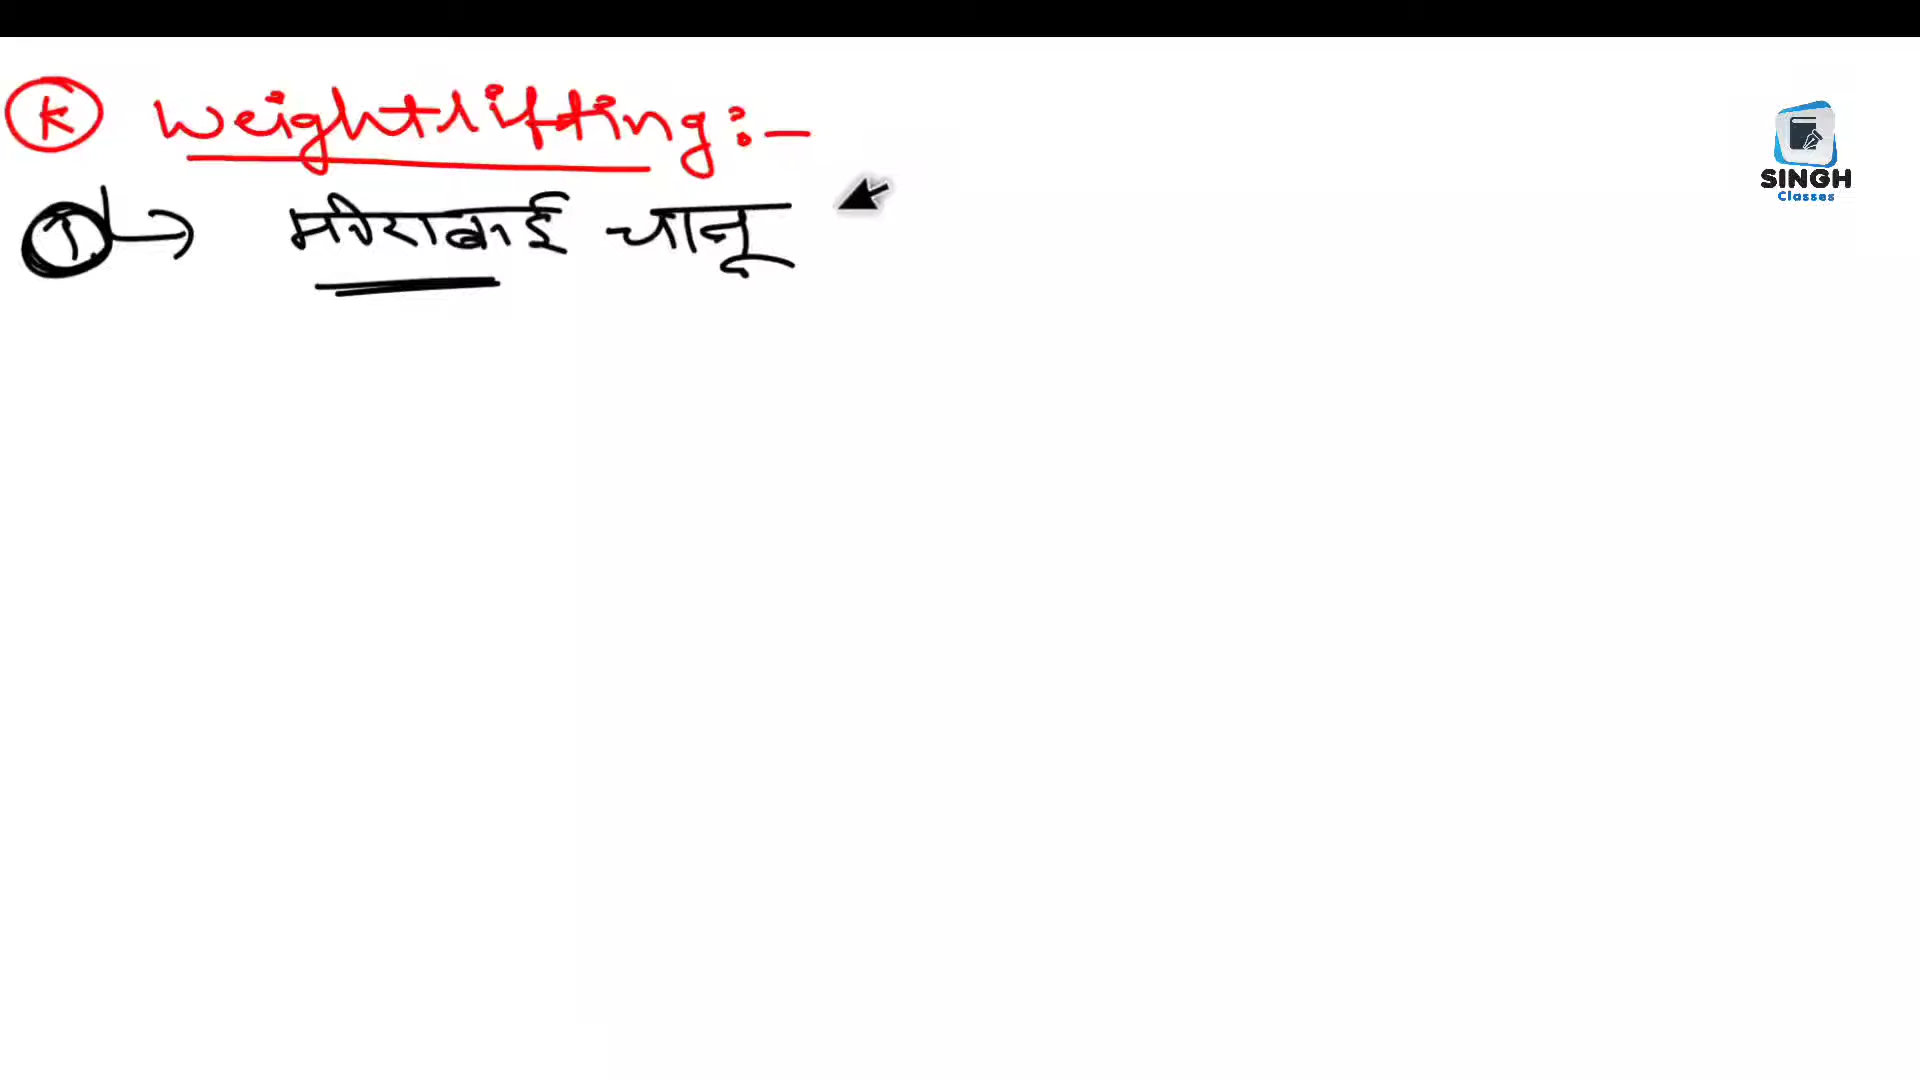 K Weightlifting:-
1 → मीराबाई चानू
SINGH
Classes